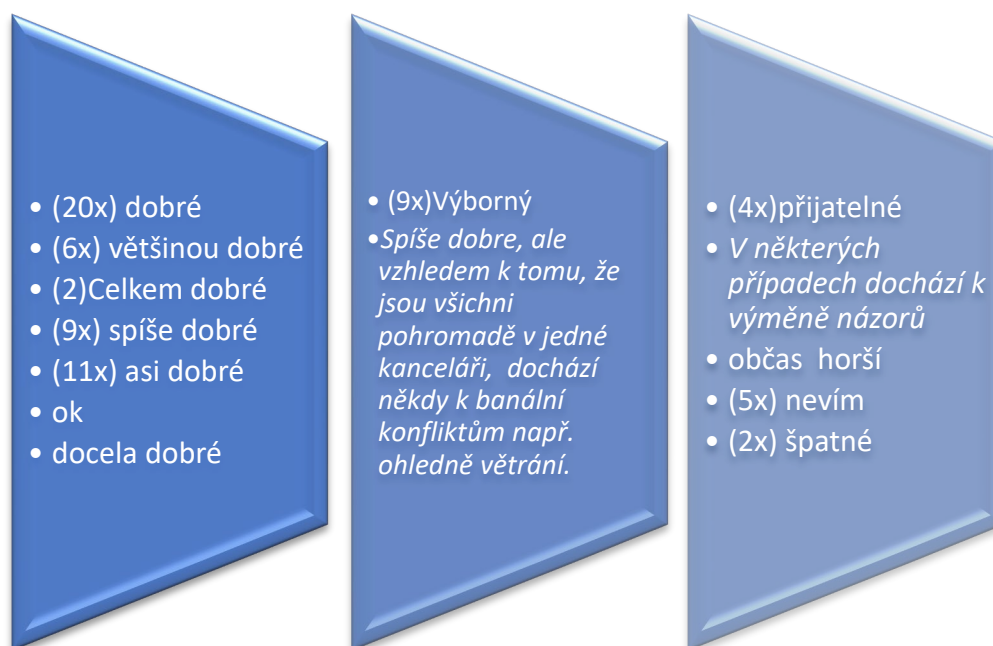 • (20x) dobré
• (6x) většinou dobré
• (2)Celkem dobré
• (9x) spíše dobré
• (11x) asi dobré
• ok
• docela dobré
• (9x)Výborný
•Spíše dobre, ale
vzhledem k tomu, že
jsou všichni
pohromadě v jedné
kanceláři, dochází
někdy k banální
konfliktům např.
ohledně větrání.
• (4x)přijatelné
• V některých
případech dochází k
výměně názorů
• občas horší
• (5x) nevím
• (2x) špatné